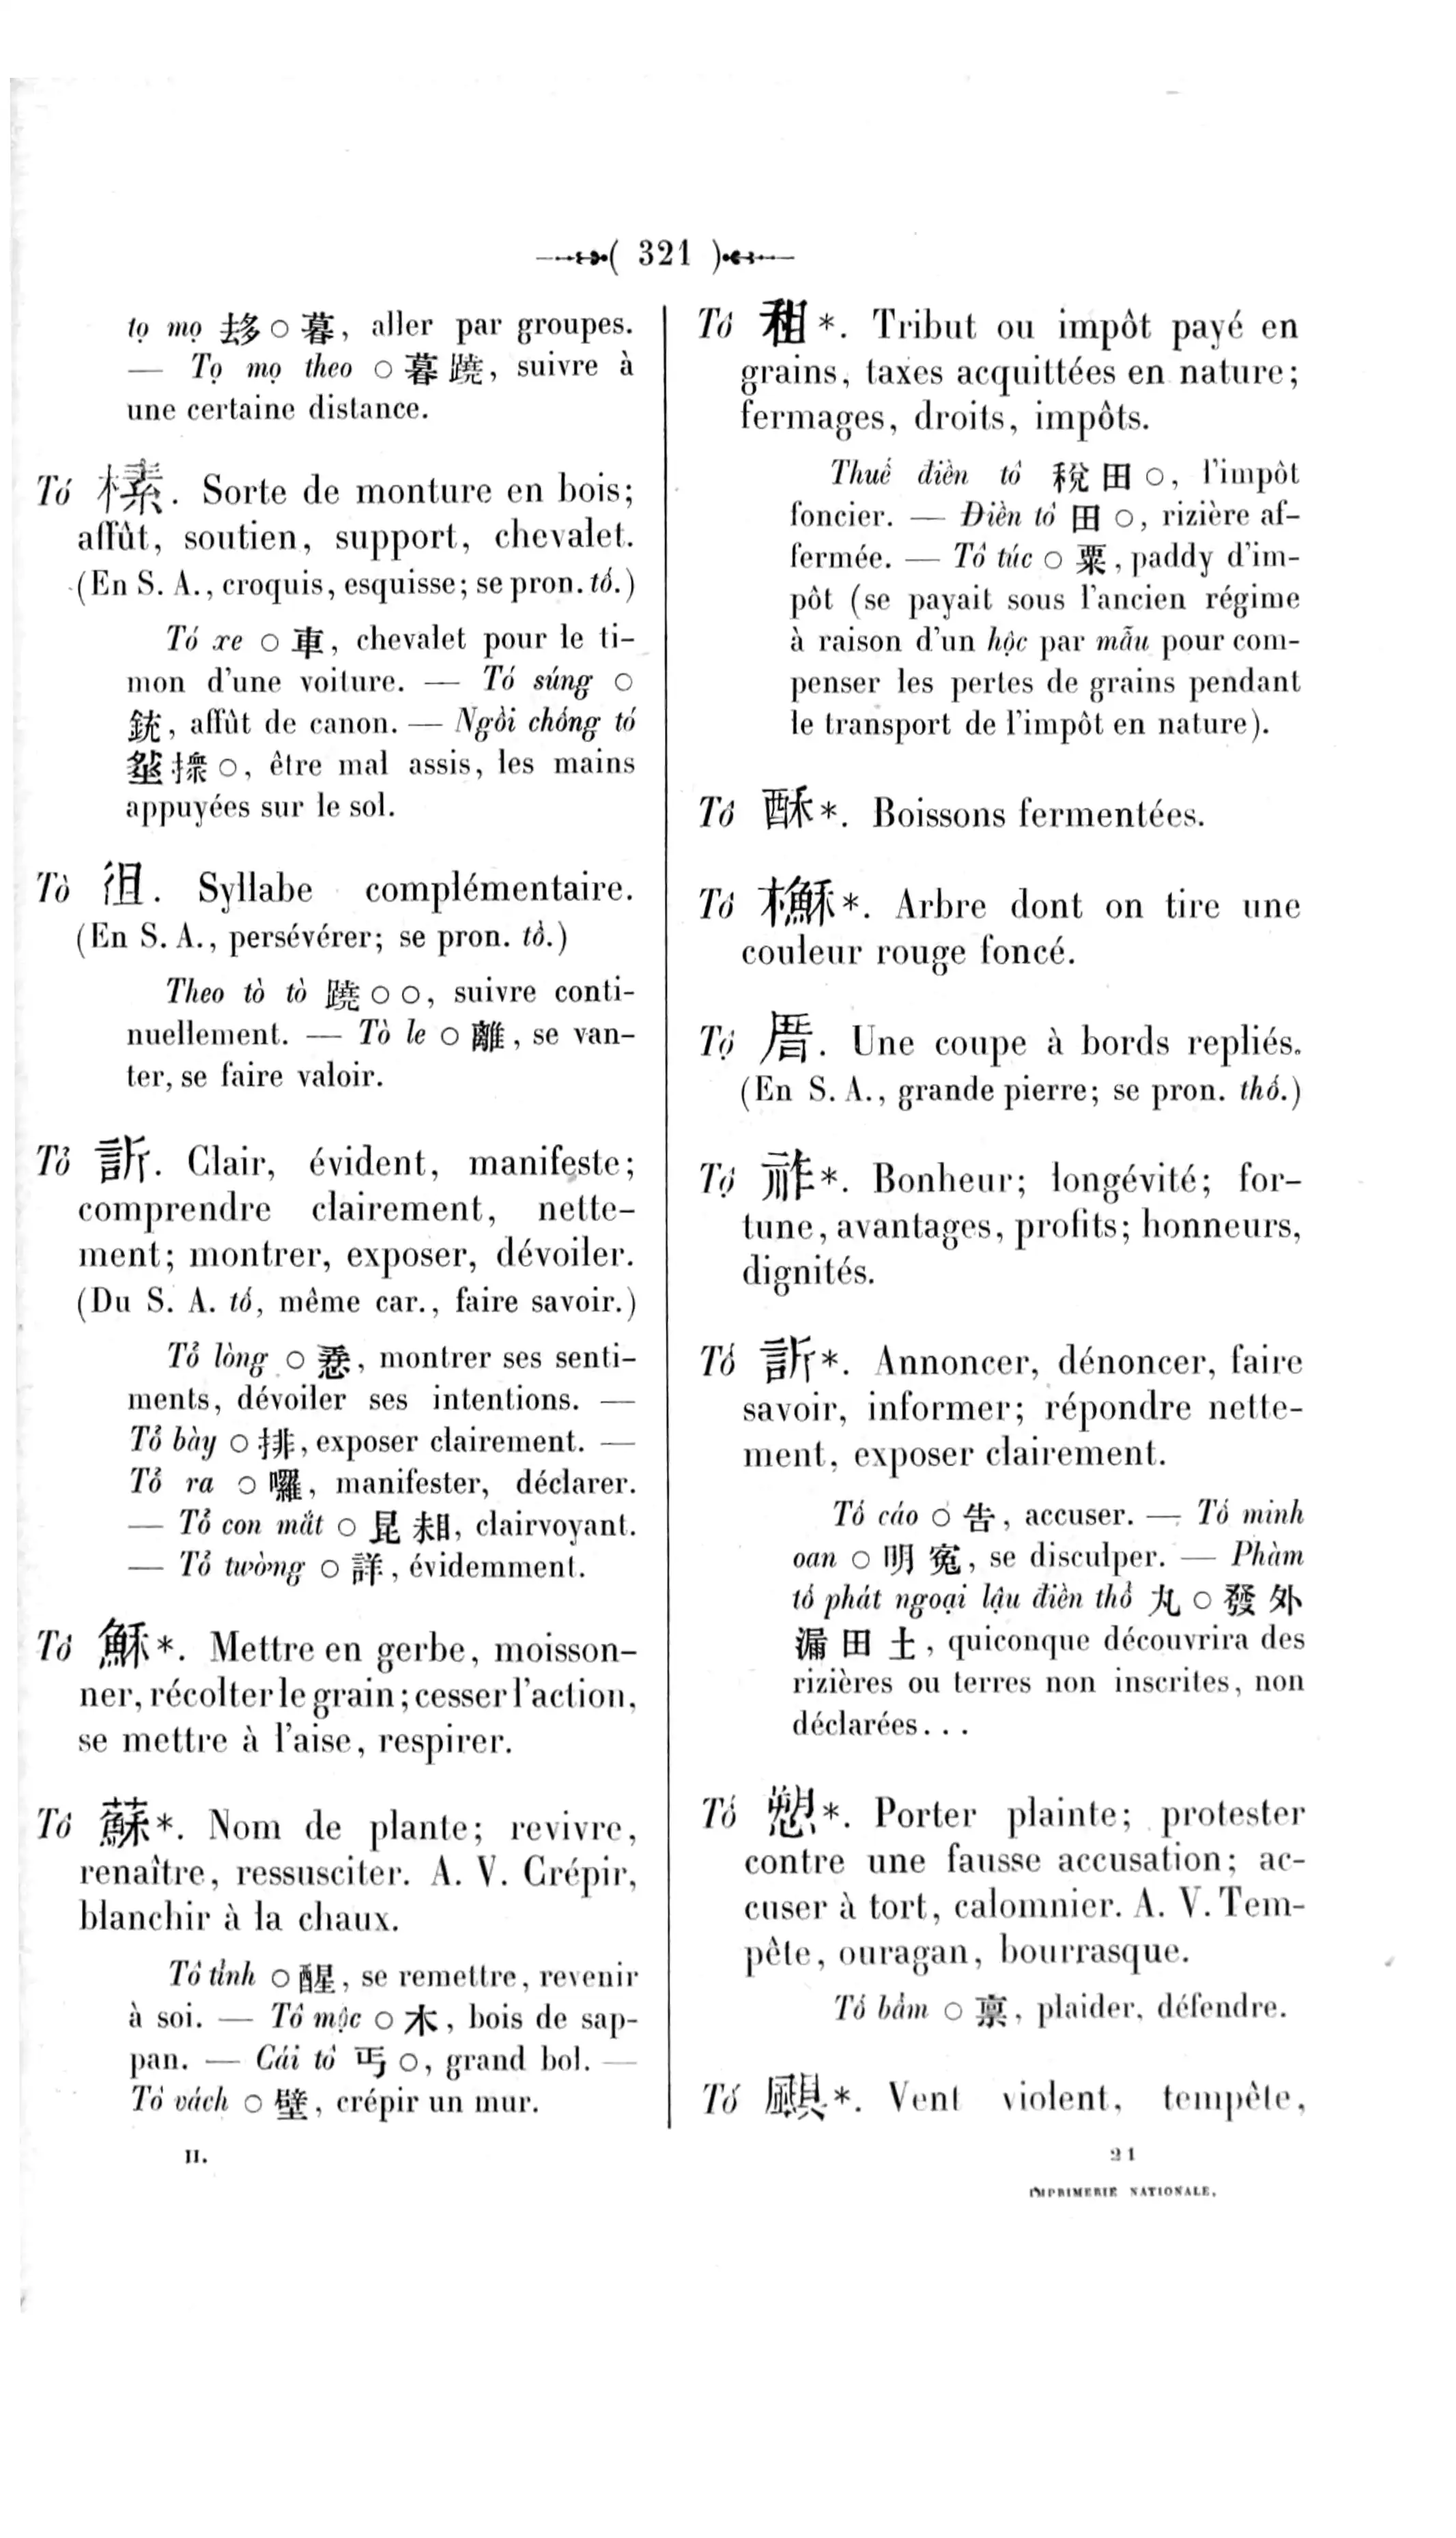 ( 321 )
tọ mọ ○ 暮, aller par groupes.
— Tọ mọ theo ○ 暮 蹺, suivre à
une certaine distance.
Tó 榡. Sorte de monture en bois;
affût, soutien, support, chevalet.
(En S. A., croquis, esquisse; se pron. tố.)
Tó xe ○ 車, chevalet pour le ti-
mon d'une voiture. — Tó súng ○
銃, affût de canon. — Ngồi chống tó
○, être mal assis, les mains
appuyées sur le sol.
Tò 徂. Syllabe complémentaire.
(En S. A., persévérer; se pron. tồ.)
Theo tò tò 蹺 ○ ○, suivre conti-
nuellement. — Tò le ○ 離, se van-
ter, se faire valoir.
Tỏ 訴. Clair, évident, manifeste;
comprendre clairement, nette-
ment; montrer, exposer, dévoiler.
(Du S. A. tố, même car., faire savoir.)
Tỏ lòng ○, montrer ses senti-
ments, dévoiler ses intentions. —
Tỏ bày ○ 排, exposer clairement. —
Tỏ ra ○ 囉, manifester, déclarer.
— Tỏ con mắt ○ 昆 眜, clairvoyant.
— Tỏ tường ○ 詳, évidemment.
Tô 穌*. Mettre en gerbe, moisson-
ner, récolter le grain; cesser l'action,
se mettre à l'aise, respirer.
Tô 蘇*. Nom de plante; revivre,
renaître, ressusciter. A. V. Crépir,
blanchir à la chaux.
Tô tỉnh ○ 醒, se remettre, revenir
à soi. — Tô mộc ○ 木, bois de sap-
pan. — Cái tô 丐 ○, grand bol. —
Tô vách ○ 壁, crépir un mur.
II.
Tô 租*. Tribut ou impôt payé en
grains, taxes acquittées en nature;
fermages, droits, impôts.
Thuế điền tô 稅 田 ○, l'impôt
foncier. — Điền tô 田 ○, rizière af-
fermée. — Tô túc ○ 粟, paddy d'im-
pôt (se payait sous l'ancien régime
à raison d'un hộc par mẫu pour com-
penser les pertes de grains pendant
le transport de l'impôt en nature).
Tô 酥*. Boissons fermentées.
Tô 櫯*. Arbre dont on tire une
couleur rouge foncé.
Tộ 厝. Une coupe à bords repliés.
(En S. A., grande pierre; se pron. thố.)
Tộ 祚*. Bonheur; longévité; for-
tune, avantages, profits; honneurs,
dignités.
Tố 訴*. Annoncer, dénoncer, faire
savoir, informer; répondre nette-
ment, exposer clairement.
Tố cáo ○ 告, accuser. — Tố minh
oan ○ 明 冤, se disculper. — Phàm
tố phát ngoại lậu điền thổ 凡 ○ 發 外
漏 田 土, quiconque découvrira des
rizières ou terres non inscrites, non
déclarées...
Tố 愬*. Porter plainte; protester
contre une fausse accusation; ac-
cuser à tort, calomnier. A. V. Tem-
pête, ouragan, bourrasque.
Tố bẩm ○ 稟, plaider, défendre.
Tố 颶*. Vent violent, tempête,
21
IMPRIMERIE NATIONALE.